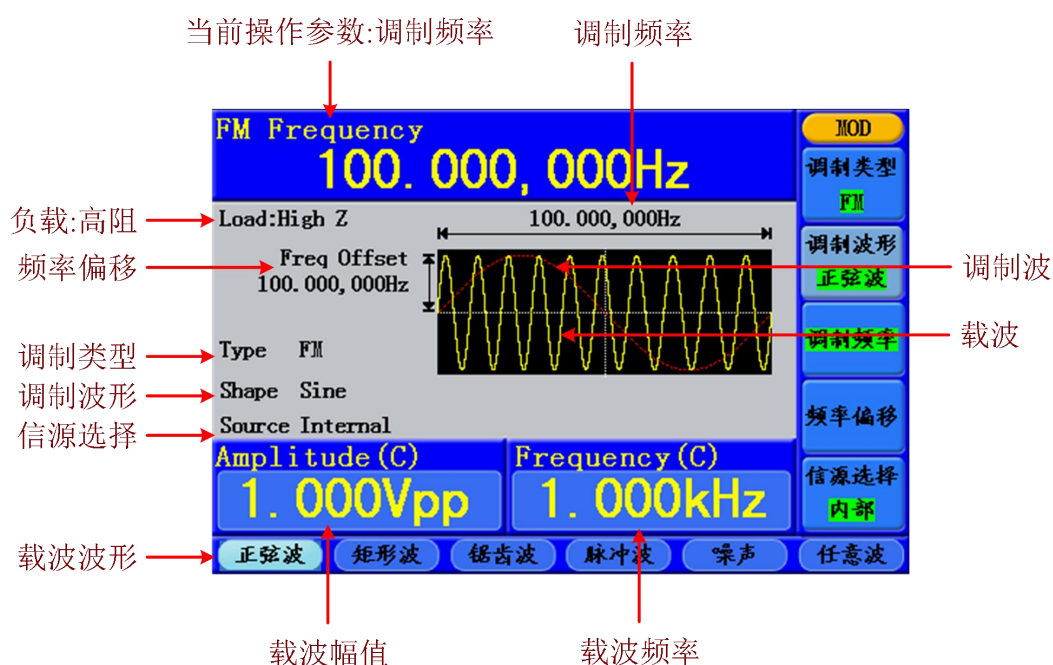 当前操作参数:调制频率
调制频率
FM Frequency
100.000,000Hz
MOD
调制类型
FM
调制波形
正弦波
调制频率
频率偏移
信源选择
内部
负载:高阻
Load:High Z
100.000,000Hz
频率偏移
Freq Offset
100.000,000Hz
调制波
载波
调制类型
Type FM
调制波形
Shape Sine
信源选择
Source Internal
Amplitude(C)
1.000Vpp
Frequency(C)
1.000kHz
载波波形
正弦波
矩形波
锯齿波
脉冲波
噪声
任意波
载波幅值
载波频率